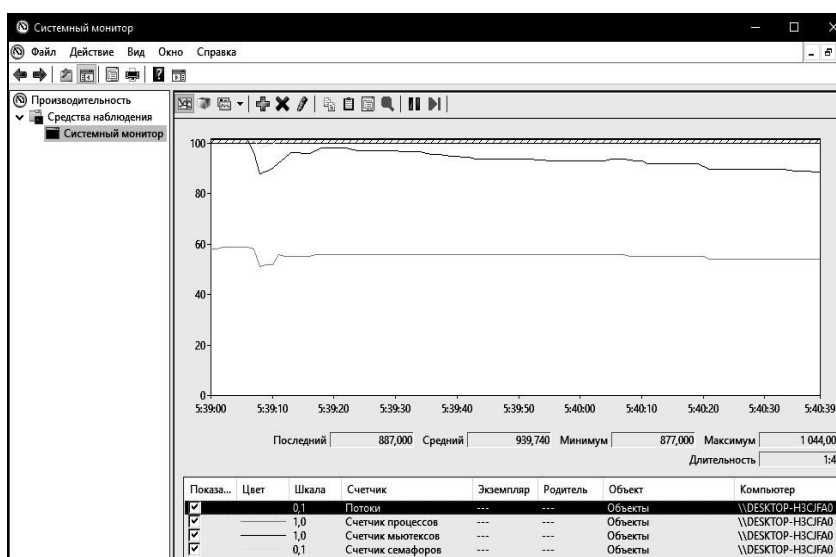 Системный монитор
Файл Действие Вид Окно Справка
Производительность
Средства наблюдения
Системный монитор
100
80
60
40
20
0
5:39:00 5:39:10 5:39:20 5:39:30 5:39:40 5:39:50 5:40:00 5:40:10 5:40:20 5:40:30 5:40:39
Последний 887,000 Средний 939,740 Минимум 877,000 Максимум 1 044,00
Длительность 1:4
Показа... Цвет Шкала Счетчик Экземпляр Родитель Объект Компьютер
0,1 Потоки --- --- Объекты \\DESKTOP-H3CJFA0
1,0 Счетчик процессов --- --- Объекты \\DESKTOP-H3CJFA0
1,0 Счетчик мьютексов --- --- Объекты \\DESKTOP-H3CJFA0
0,1 Счетчик семафоров --- --- Объекты \\DESKTOP-H3CJFA0